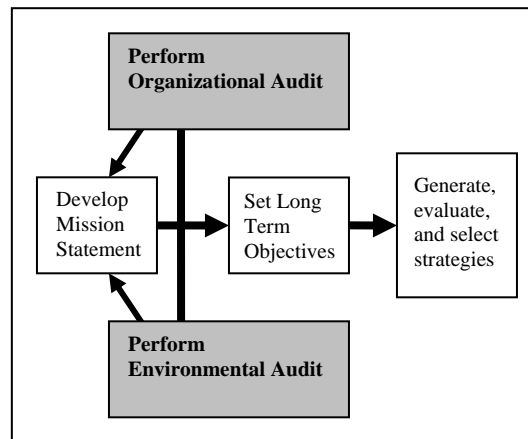 Perform
Organizational Audit
Develop
Mission
Statement
Set Long
Term
Objectives
Generate,
evaluate,
and select
strategies
Perform
Environmental Audit